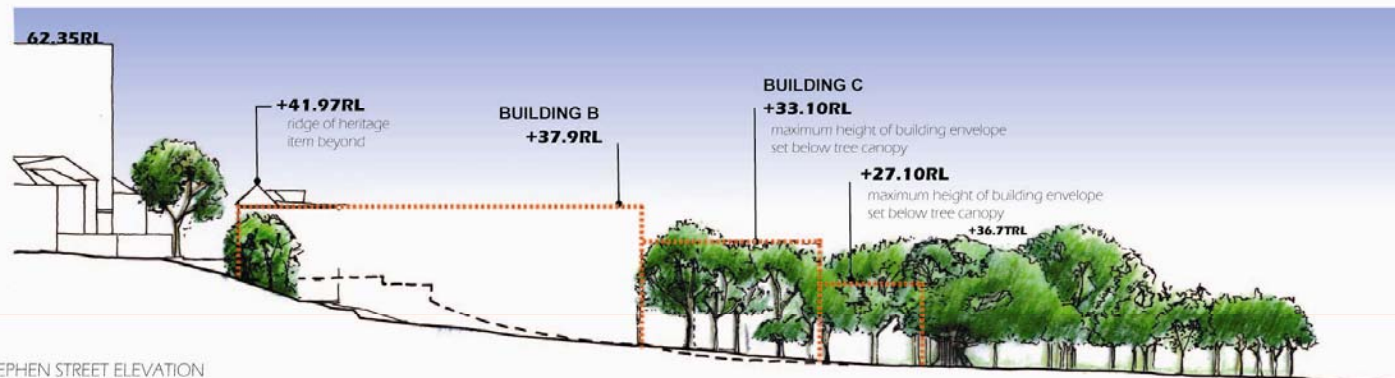 62.35RL
+41.97RL
ridge of heritage
item beyond
BUILDING B
+37.9RL
BUILDING C
+33.10RL
maximum height of building envelope
set below tree canopy
+27.10RL
maximum height of building envelope
set below tree canopy
+36.7TRL
EPHEN STREET ELEVATION